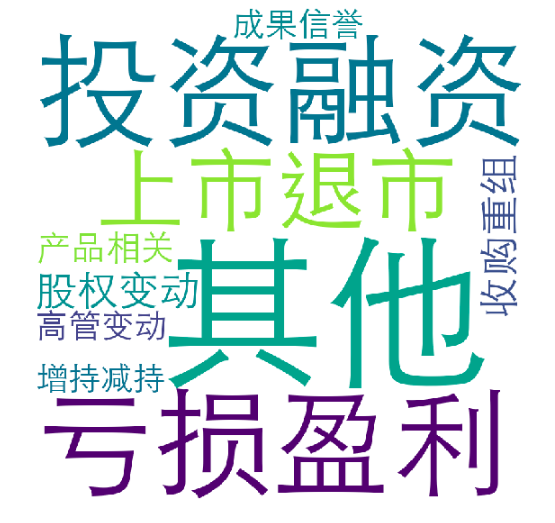 成果信誉
投资融资
上市退市
收购重组
产品相关
其他
股权变动
高管变动
增持减持
亏损盈利